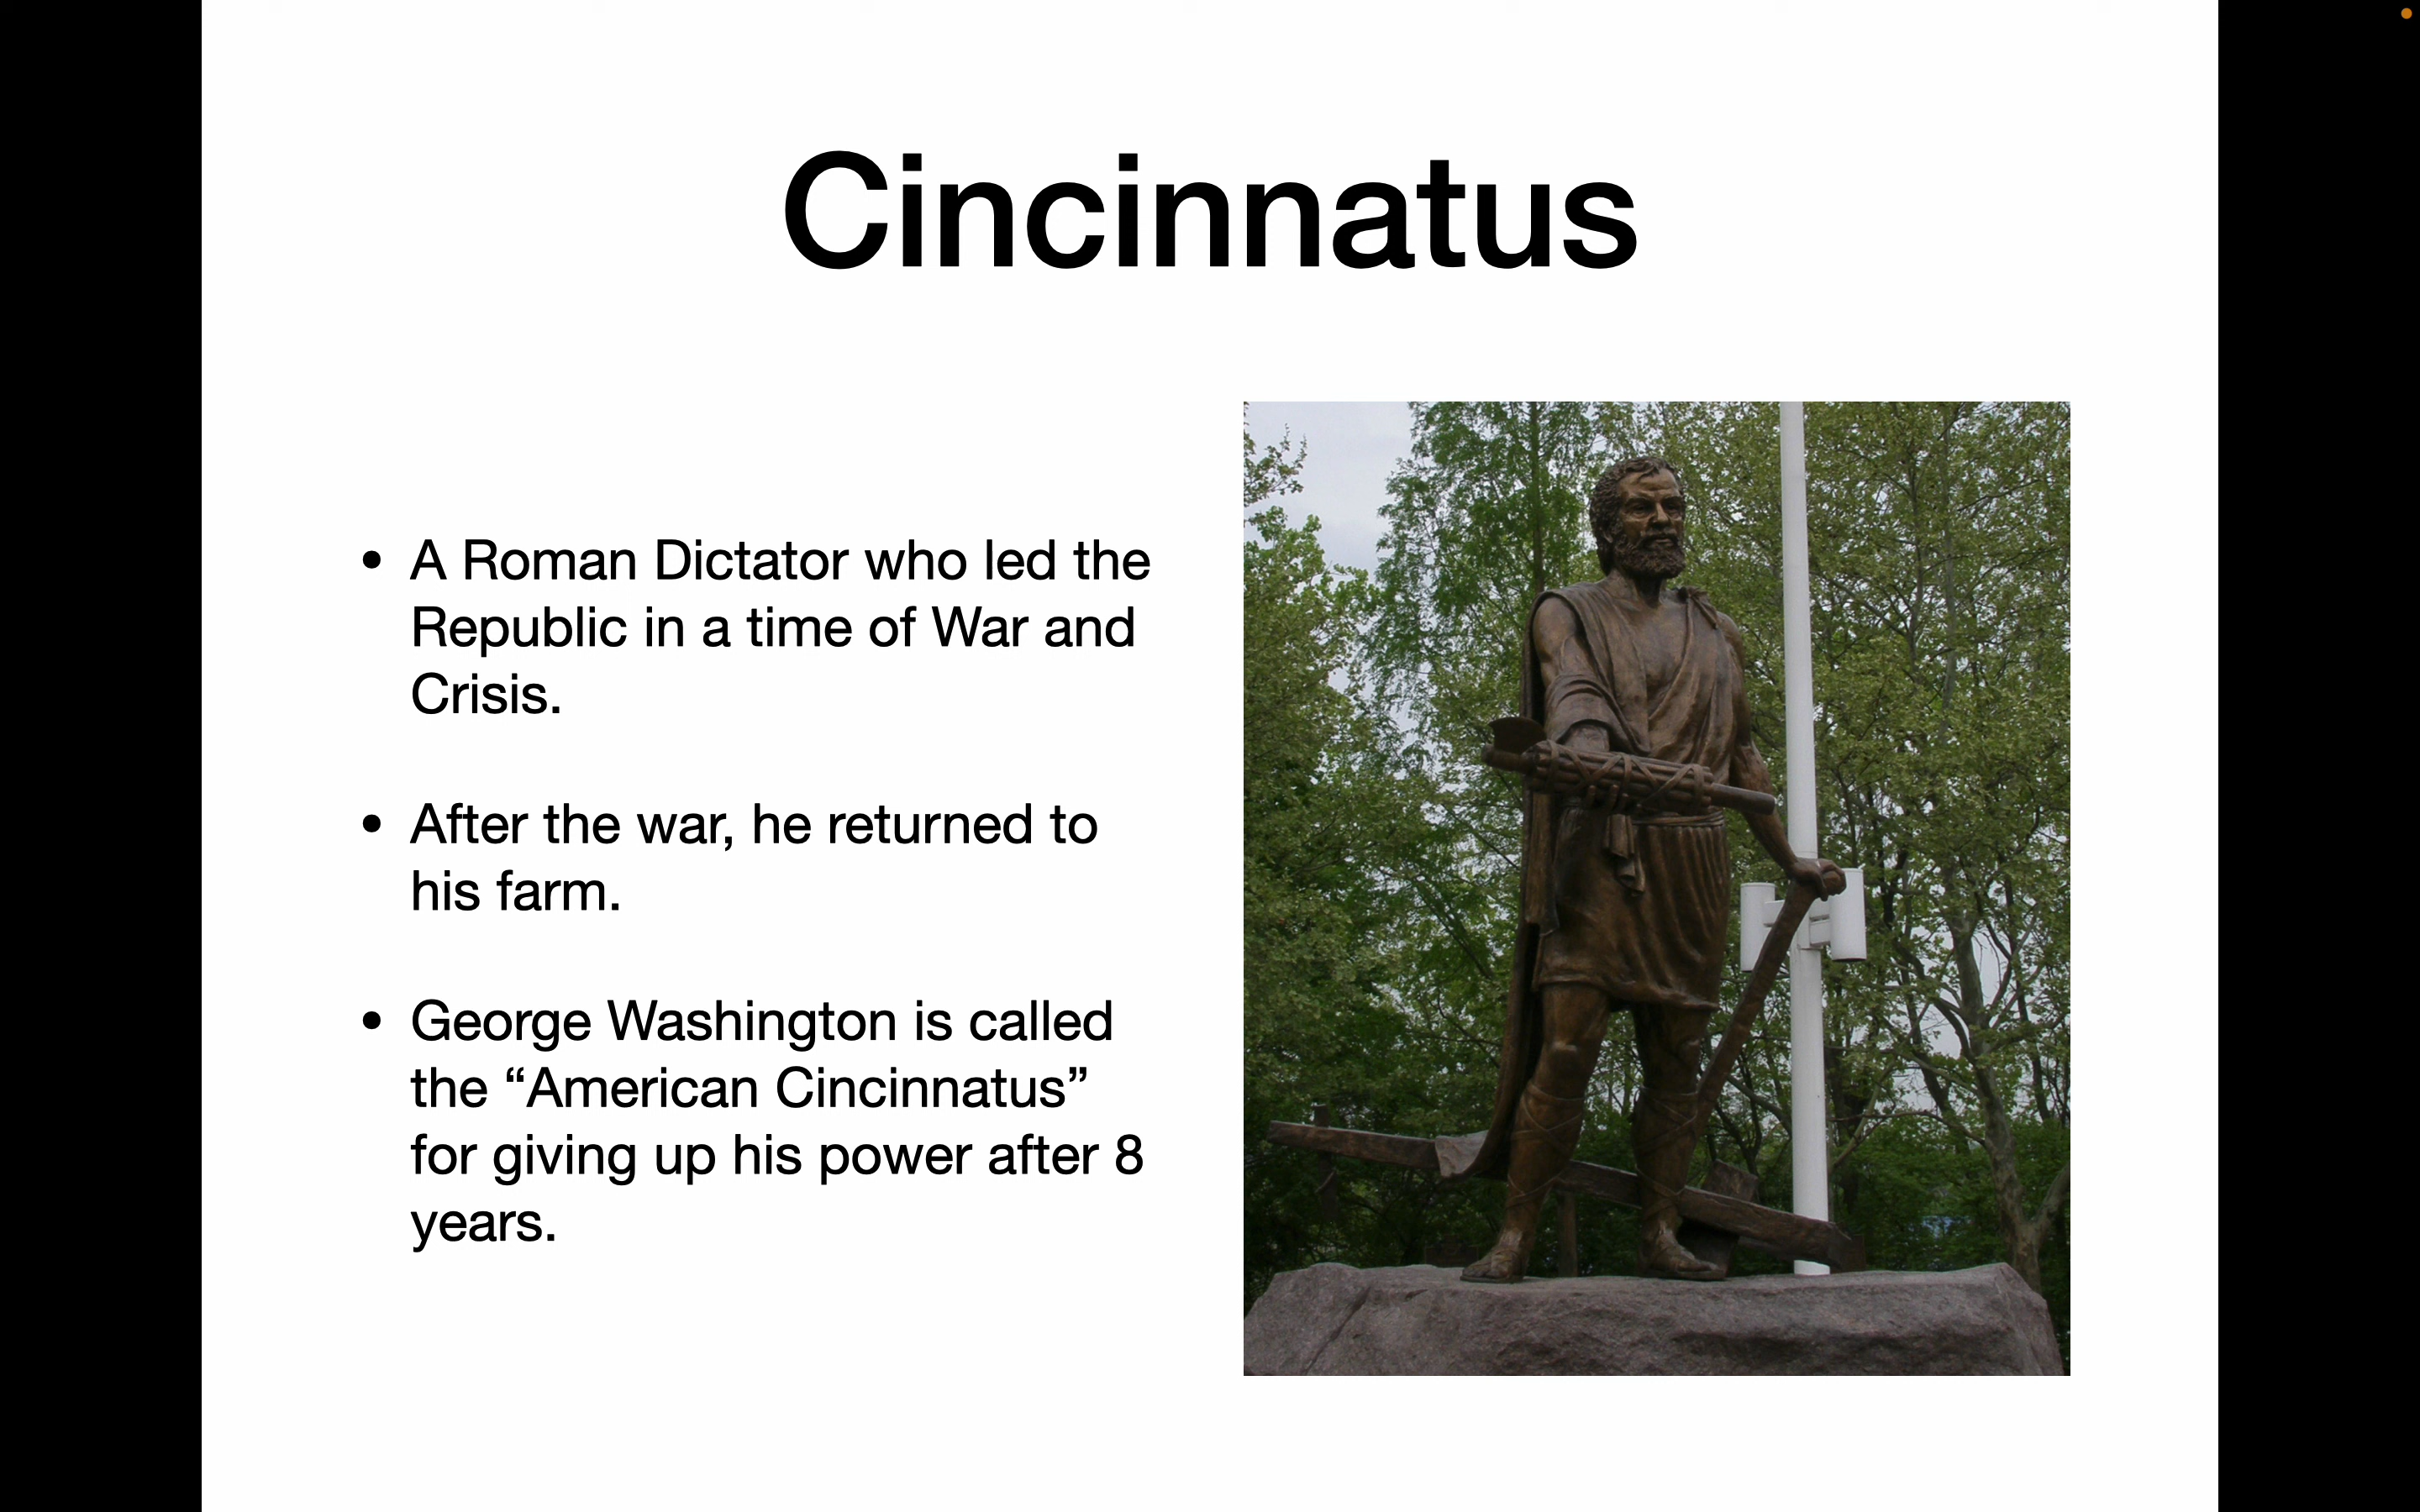 Cincinnatus
• A Roman Dictator who led the
Republic in a time of War and
Crisis.
• After the war, he returned to
his farm.
• George Washington is called
the “American Cincinnatus”
for giving up his power after 8
years.